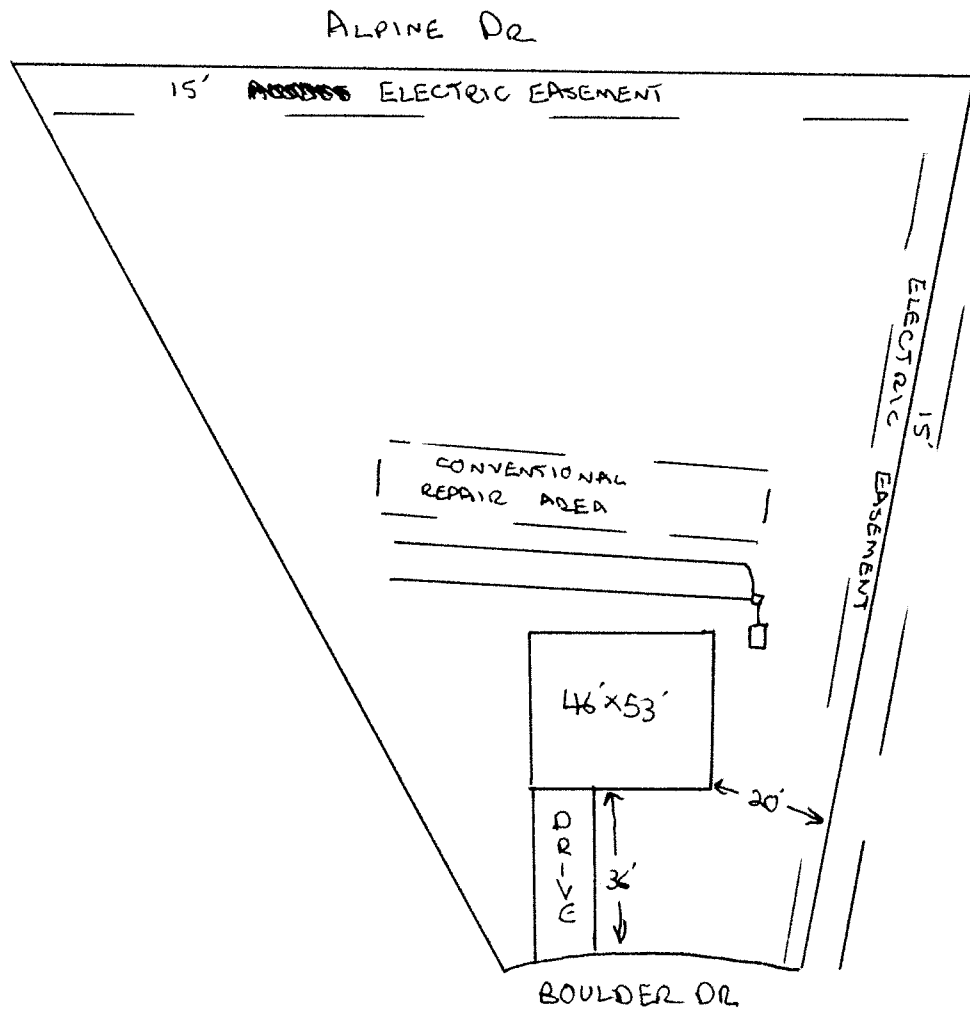 ALPINE DR
15' ELECTRIC EASEMENT
ELECTRIC EASEMENT
15'
CONVENTIONAL
REPAIR AREA
46'X53'
20'
DRIVE
36'
BOULDER DR